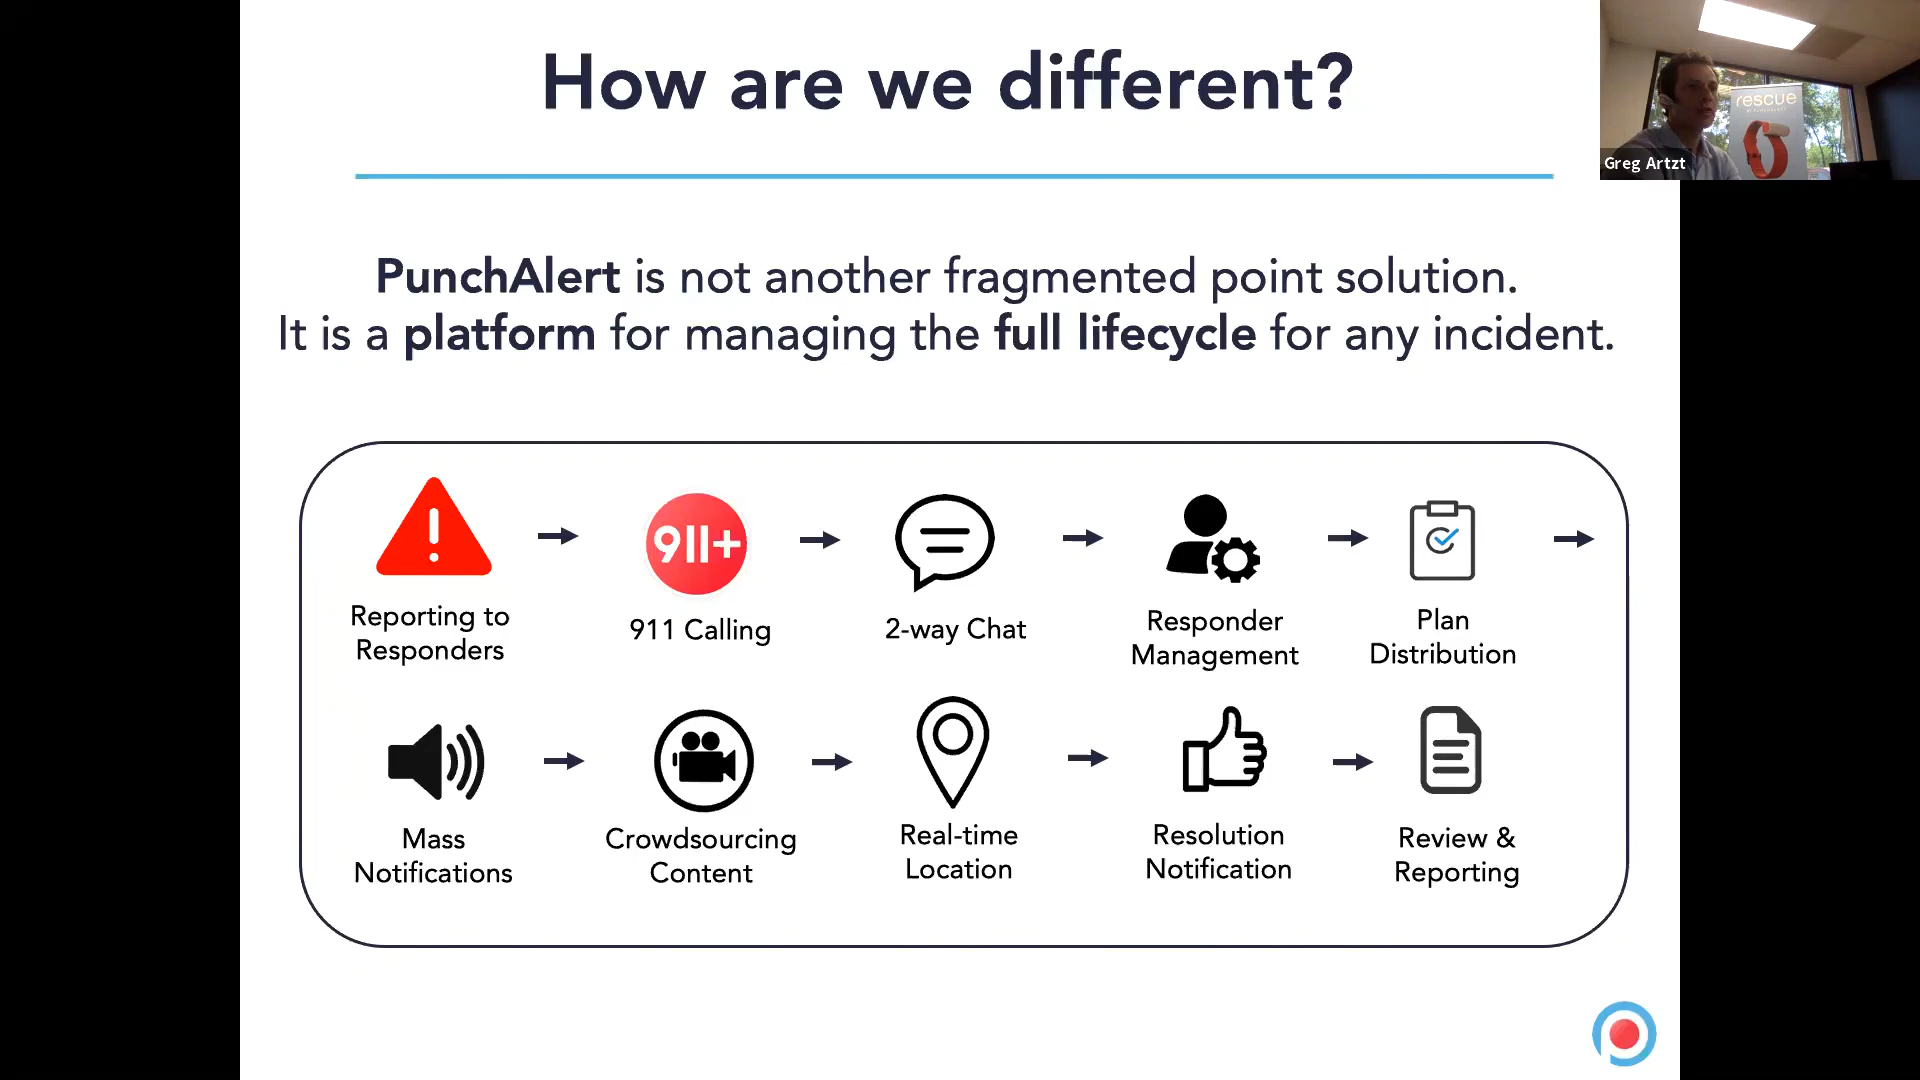 How are we different?
rescue
Greg Artzt
PunchAlert is not another fragmented point solution.
It is a platform for managing the full lifecycle for any incident.
911+
Reporting to
Responders
911 Calling
2-way Chat
Responder
Management
Plan
Distribution
Mass
Notifications
Crowdsourcing
Content
Real-time
Location
Resolution
Notification
Review &
Reporting